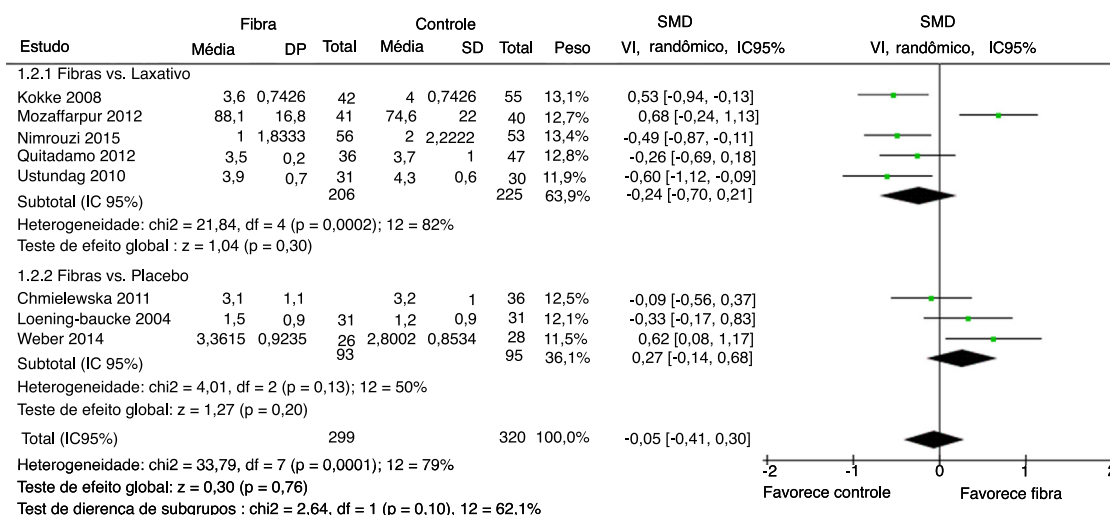 Fibra Controle SMD SMD
Estudo Média DP Total Média SD Total Peso VI, randômico, IC95% VI, randômico, IC95%
1.2.1 Fibras vs. Laxativo
Kokke 2008 3,6 0,7426 42 4 0,7426 55 13,1% 0,53 [-0,94, -0,13]
Mozaffarpur 2012 88,1 16,8 41 74,6 22 40 12,7% 0,68 [-0,24, 1,13]
Nimrouzi 2015 1 1,8333 56 2 2,2222 53 13,4% -0,49 [-0,87, -0,11]
Quitadamo 2012 3,5 0,2 36 3,7 1 47 12,8% -0,26 [-0,69, 0,18]
Ustundag 2010 3,9 0,7 31 4,3 0,6 30 11,9% -0,60 [-1,12, -0,09]
Subtotal (IC 95%) 206 225 63,9% -0,24 [-0,70, 0,21]
Heterogeneidade: chi2 = 21,84, df = 4 (p = 0,0002); 12 = 82%
Teste de efeito global : z = 1,04 (p = 0,30)
1.2.2 Fibras vs. Placebo
Chmielewska 2011 3,1 1,1 3,2 1 36 12,5% -0,09 [-0,56, 0,37]
Loening-baucke 2004 1,5 0,9 31 1,2 0,9 31 12,1% -0,33 [-0,17, 0,83]
Weber 2014 3,3615 0,9235 26 2,8002 0,8534 28 11,5% 0,62 [0,08, 1,17]
Subtotal (IC 95%) 93 95 36,1% 0,27 [-0,14, 0,68]
Heterogeneidade: chi2 = 4,01, df = 2 (p = 0,13); 12 = 50%
Teste de efeito global: z = 1,27 (p = 0,20)
Total (IC95%) 299 320 100,0% -0,05 [-0,41, 0,30]
Heterogeneidade: chi2 = 33,79, df = 7 (p = 0,0001); 12 = 79%
Teste de efeito global: z = 0,30 (p = 0,76)
Test de dierença de subgrupos : chi2 = 2,64, df = 1 (p = 0,10), 12 = 62,1%
-2 -1 0 1 2
Favorece controle Favorece fibra